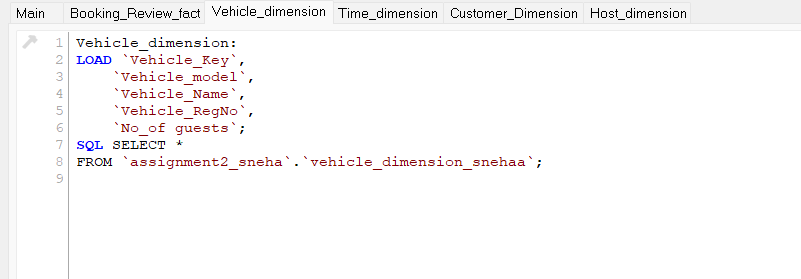 Main Booking_Review_fact Vehicle_dimension Time_dimension Customer_Dimension Host_dimension
1 Vehicle_dimension:
2 LOAD `Vehicle_Key`,
3 `Vehicle_model`,
4 `Vehicle_Name`,
5 `Vehicle_RegNo`,
6 `No_of guests`;
7 SQL SELECT *
8 FROM `assignment2_sneha`.`vehicle_dimension_snehaa`;
9